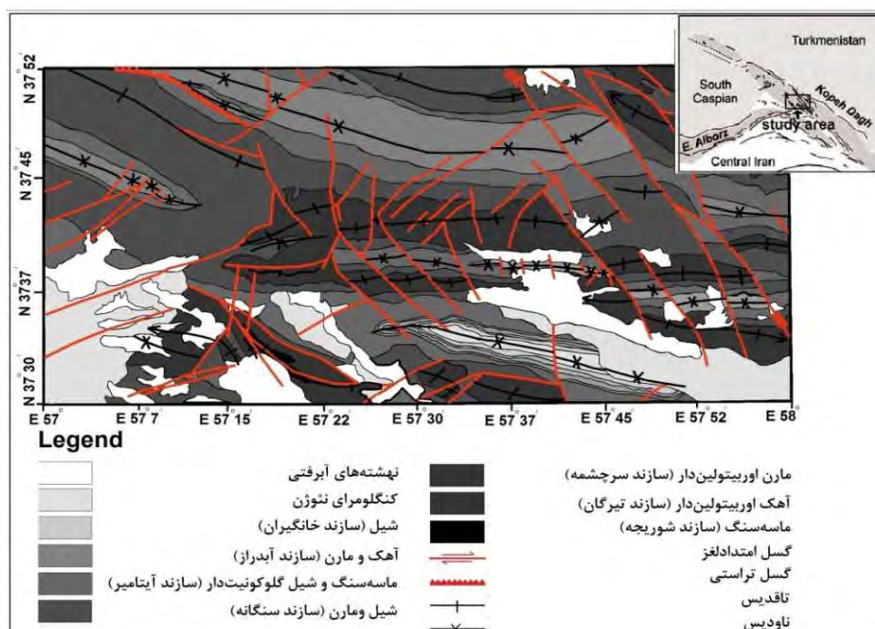 Turkmenistan
South
Caspian
Kopeh Dagh
study area
E. Alborz
Central Iran
N 37°52'
N 37°45'
N 37°37'
N 37°30'
E 57°
E 57°7'
E 57°15'
E 57°22'
E 57°30'
E 57°37'
E 57°45'
E 57°52'
E 58°
Legend
نهشته‌های آبرفتی
کنگلومرای نئوژن
شیل (سازند خانگیران)
آهک و مارن (سازند آبدراز)
ماسه‌سنگ و شیل گلوکونیت‌دار (سازند آیتامیر)
شیل ومارن (سازند سنگانه)
مارن اوربیتولین‌دار (سازند سرچشمه)
آهک اوربیتولین‌دار (سازند تیرگان)
ماسه‌سنگ (سازند شوریجه)
گسل امتدادلغز
گسل تراستی
تاقدیس
ناودیس